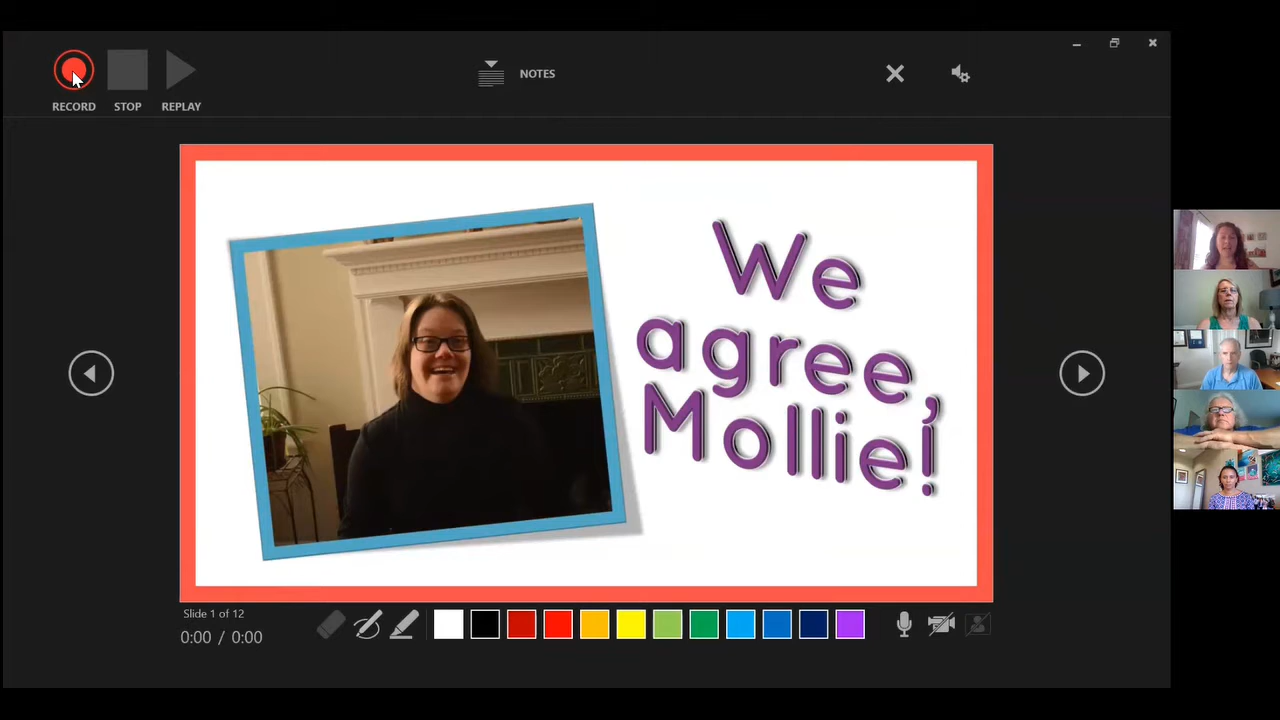 NOTES
RECORD STOP REPLAY
We
agree,
Mollie!
Slide 1 of 12
0:00 / 0:00